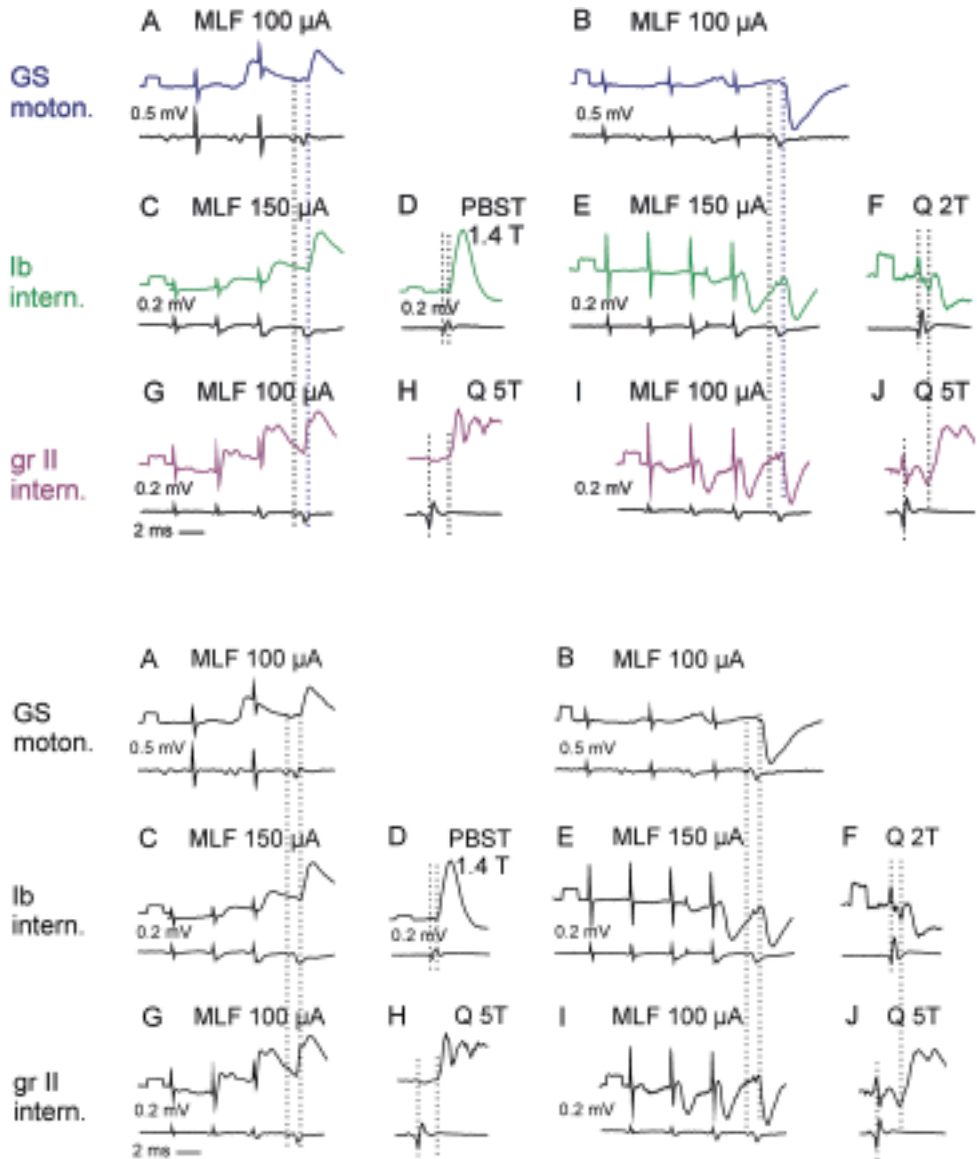 A MLF 100 µA
B MLF 100 µA
GS
moton.
0.5 mV
0.5 mV
C MLF 150 µA
D PBST
1.4 T
E MLF 150 µA
F Q 2T
Ib
intern.
0.2 mV
0.2 mV
0.2 mV
G MLF 100 µA
H Q 5T
I MLF 100 µA
J Q 5T
gr II
intern.
0.2 mV
0.2 mV
2 ms
A MLF 100 µA
B MLF 100 µA
GS
moton.
0.5 mV
0.5 mV
C MLF 150 µA
D PBST
1.4 T
E MLF 150 µA
F Q 2T
Ib
intern.
0.2 mV
0.2 mV
0.2 mV
G MLF 100 µA
H Q 5T
I MLF 100 µA
J Q 5T
gr II
intern.
0.2 mV
0.2 mV
2 ms